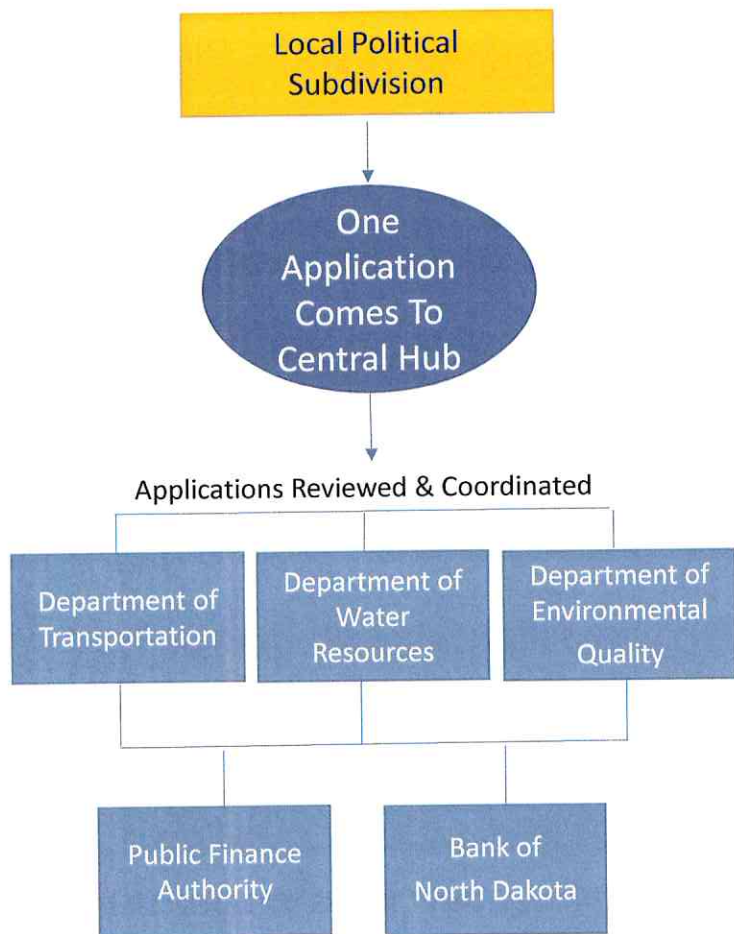 Local Political
Subdivision
One
Application
Comes To
Central Hub
Applications Reviewed & Coordinated
Department of
Transportation
Department of
Water
Resources
Department of
Environmental
Quality
Public Finance
Authority
Bank of
North Dakota